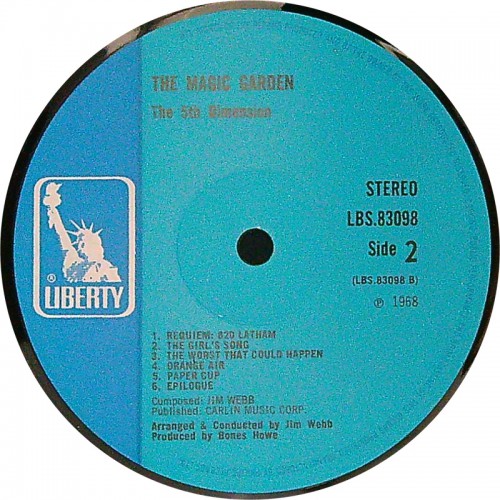 THE MAGIC GARDEN
The 5th Dimension
STEREO
LBS.83098
Side 2
(LBS.83098 B)
℗ 1968
® LIBERTY
1. REQUIEM: 820 LATHAM
2. THE GIRL'S SONG
3. THE WORST THAT COULD HAPPEN
4. ORANGE AIR
5. PAPER CUP
6. EPILOGUE
Composed: JIM WEBB
Published: CARLIN MUSIC CORP.
Arranged & Conducted by Jim Webb
Produced by Bones Howe